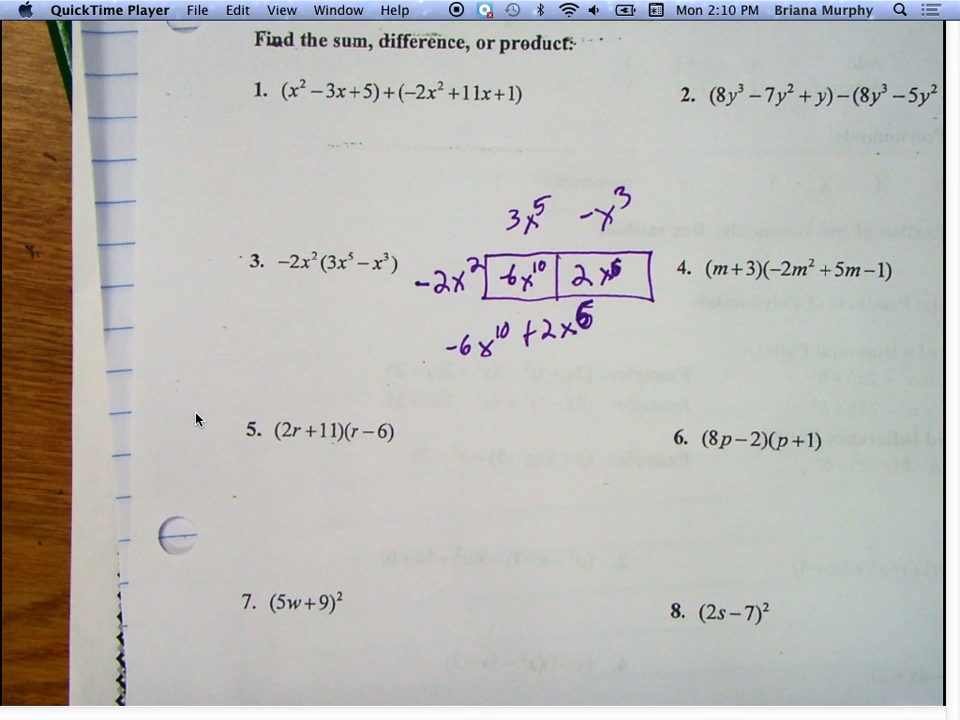 QuickTime Player File Edit View Window Help Mon 2:10 PM Briana Murphy
Find the sum, difference, or product:
1. (x² − 3x + 5) + (−2x² + 11x + 1)
2. (8y³ − 7y² + y) − (8y³ − 5y²
3x⁵ −x³
3. −2x²(3x⁵ − x³)
−2x² -6x¹⁰ 2x⁶
−6x¹⁰ + 2x⁶
4. (m + 3)(−2m² + 5m − 1)
5. (2r + 11)(r − 6)
6. (8p − 2)(p + 1)
7. (5w + 9)²
8. (2s − 7)²